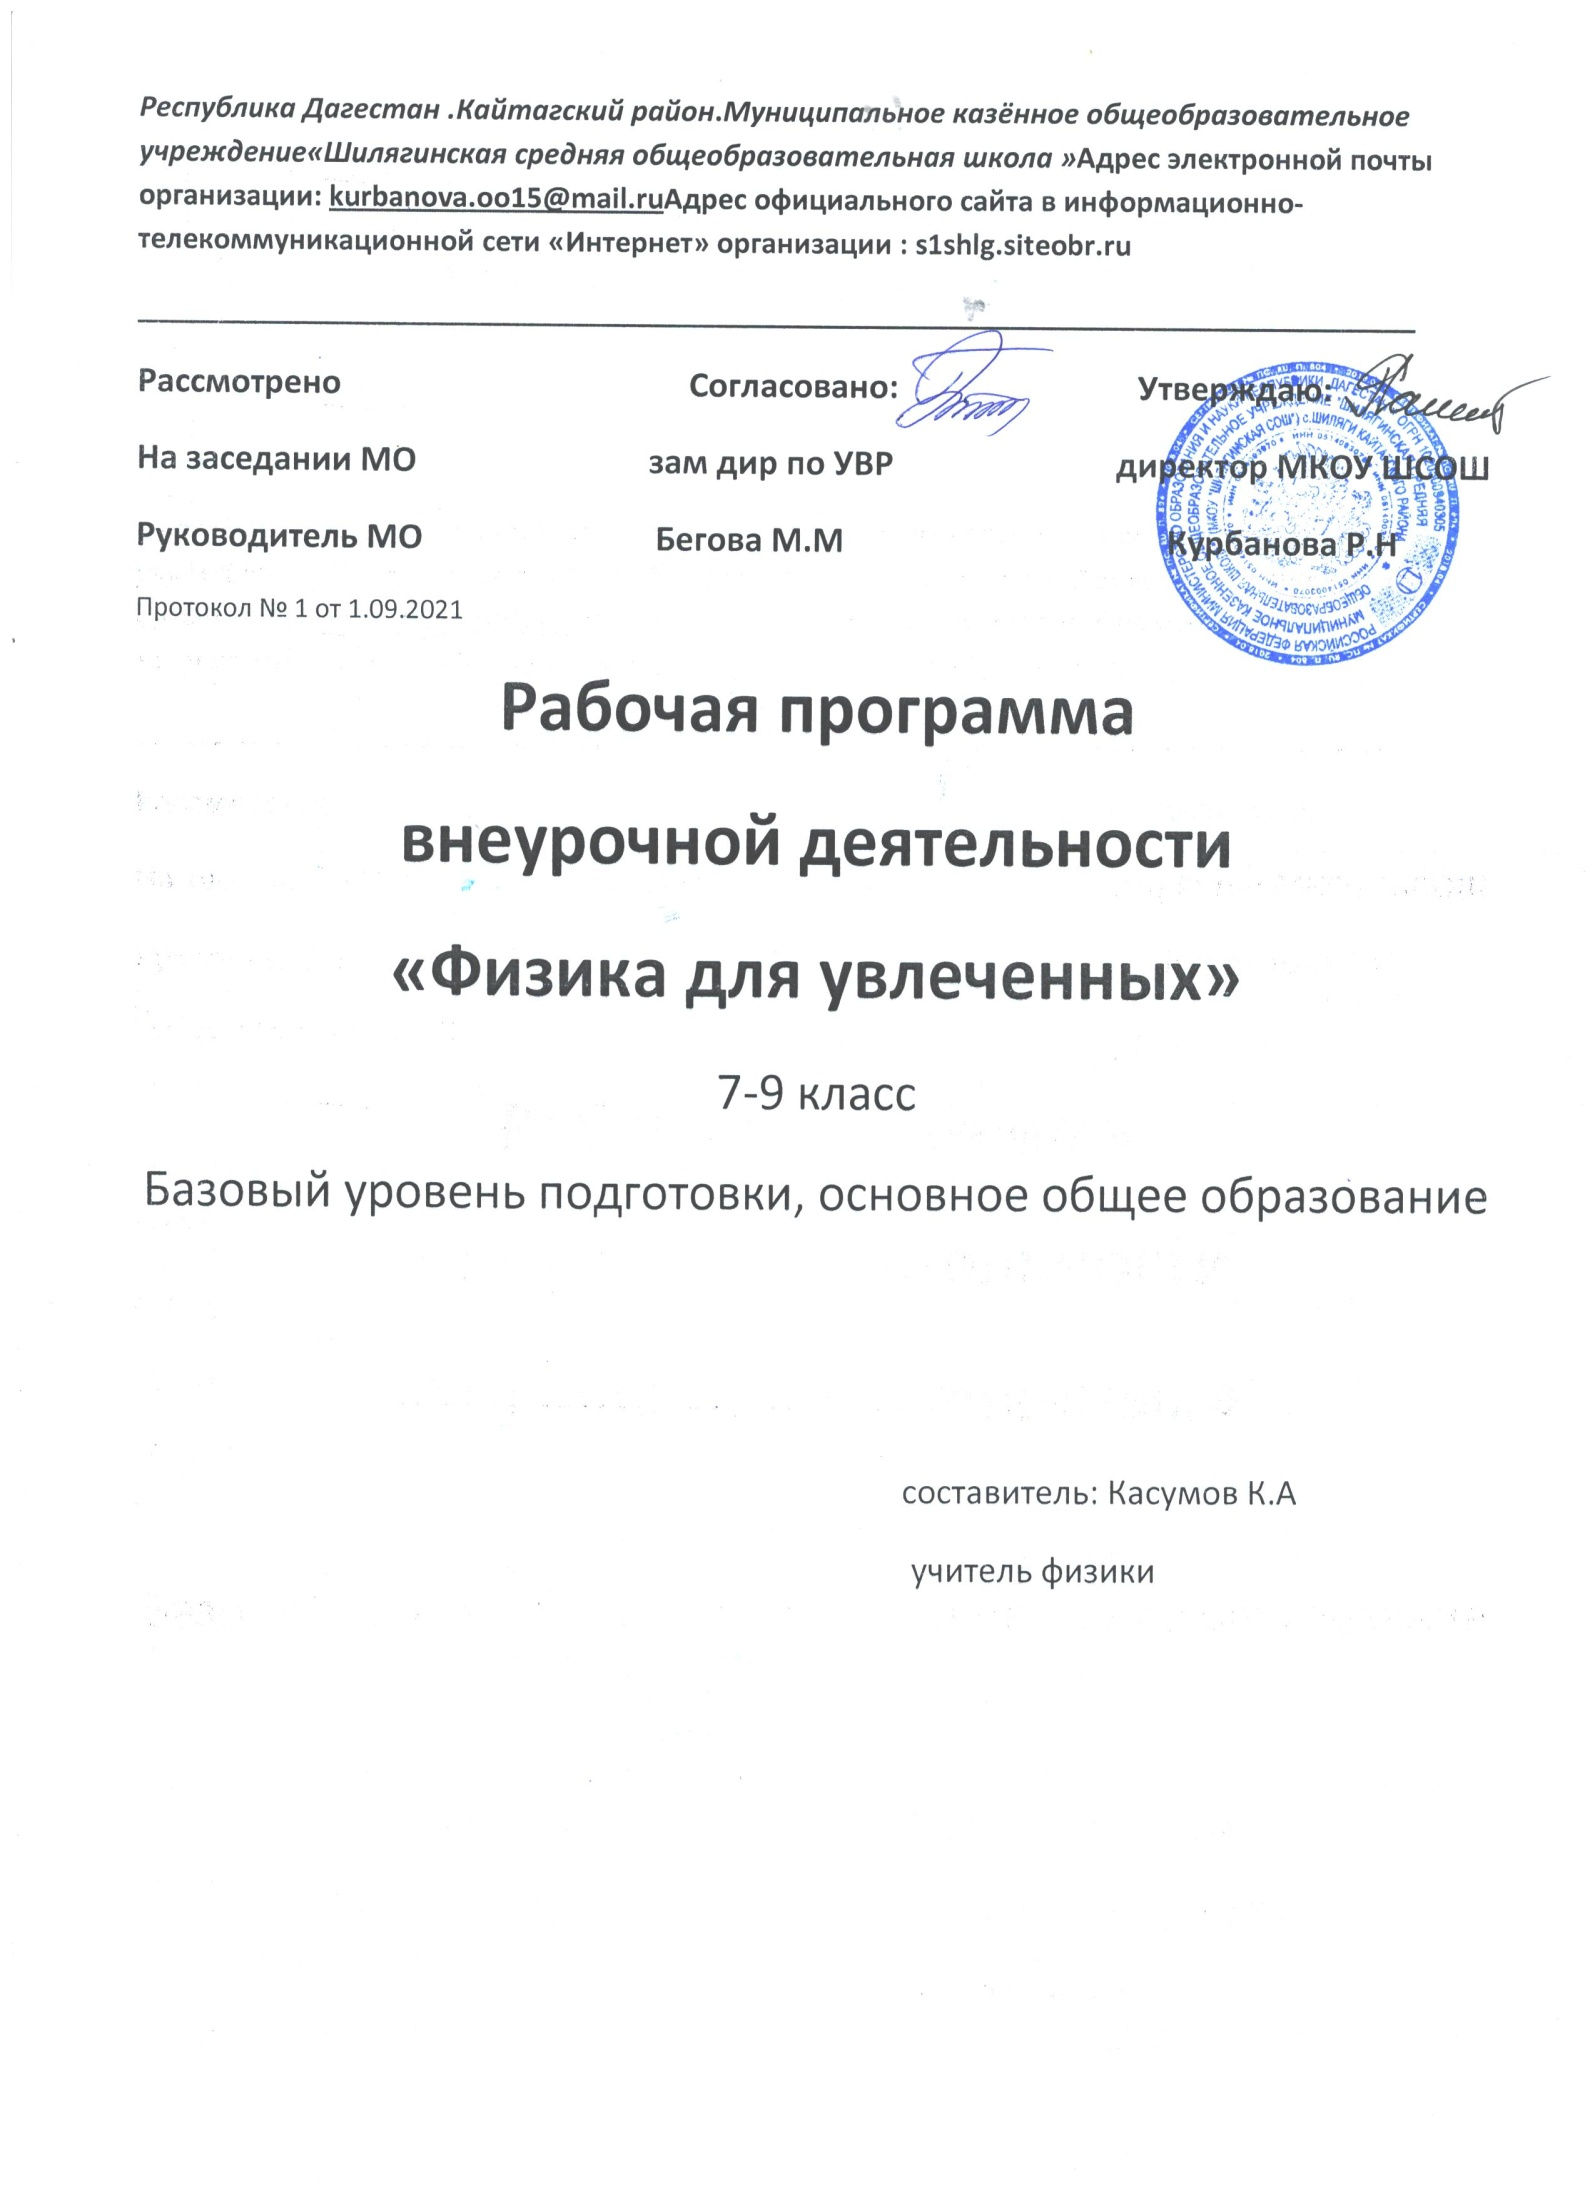 Республика Дагестан .Кайтагский район.Муниципальное казённое общеобразовательное
учреждение«Шилягинская средняя общеобразовательная школа »Адрес электронной почты
организации: kurbanova.oo15@mail.ruАдрес официального сайта в информационно-
телекоммуникационной сети «Интернет» организации : s1shlg.siteobr.ru
Рассмотрено Согласовано: Утверждаю:
На заседании МО зам дир по УВР директор МКОУ ШСОШ
Руководитель МО Бегова М.М Курбанова Р.Н
Протокол № 1 от 1.09.2021
Рабочая программа
внеурочной деятельности
«Физика для увлеченных»
7-9 класс
Базовый уровень подготовки, основное общее образование
составитель: Касумов К.А
учитель физики